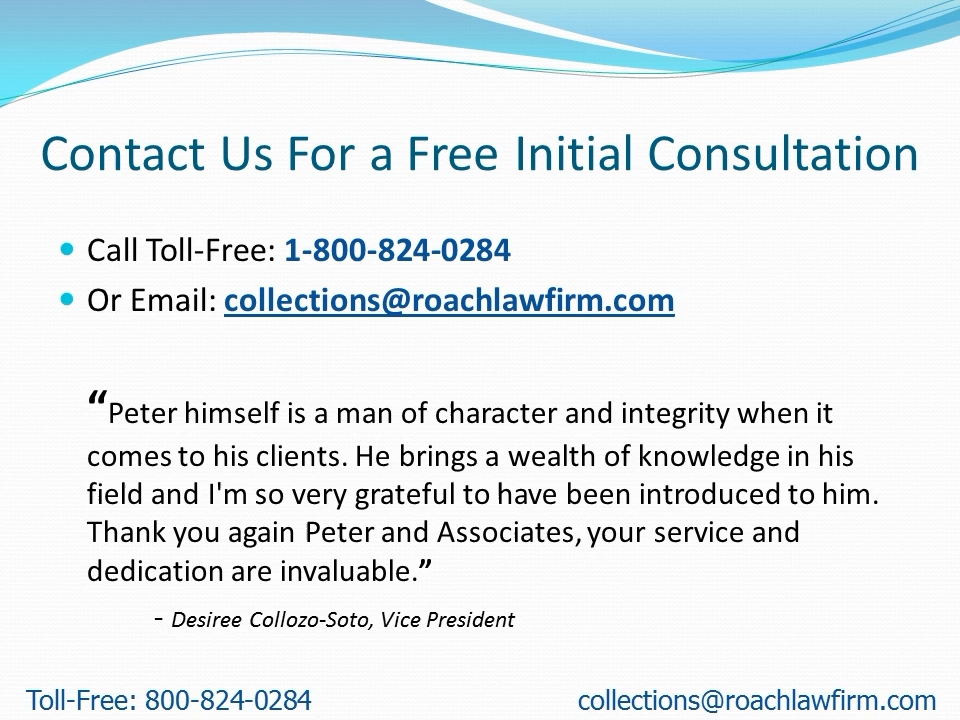 Contact Us For a Free Initial Consultation
• Call Toll-Free: 1-800-824-0284
• Or Email: collections@roachlawfirm.com
“Peter himself is a man of character and integrity when it
comes to his clients. He brings a wealth of knowledge in his
field and I'm so very grateful to have been introduced to him.
Thank you again Peter and Associates, your service and
dedication are invaluable.”
- Desiree Collozo-Soto, Vice President
Toll-Free: 800-824-0284
collections@roachlawfirm.com